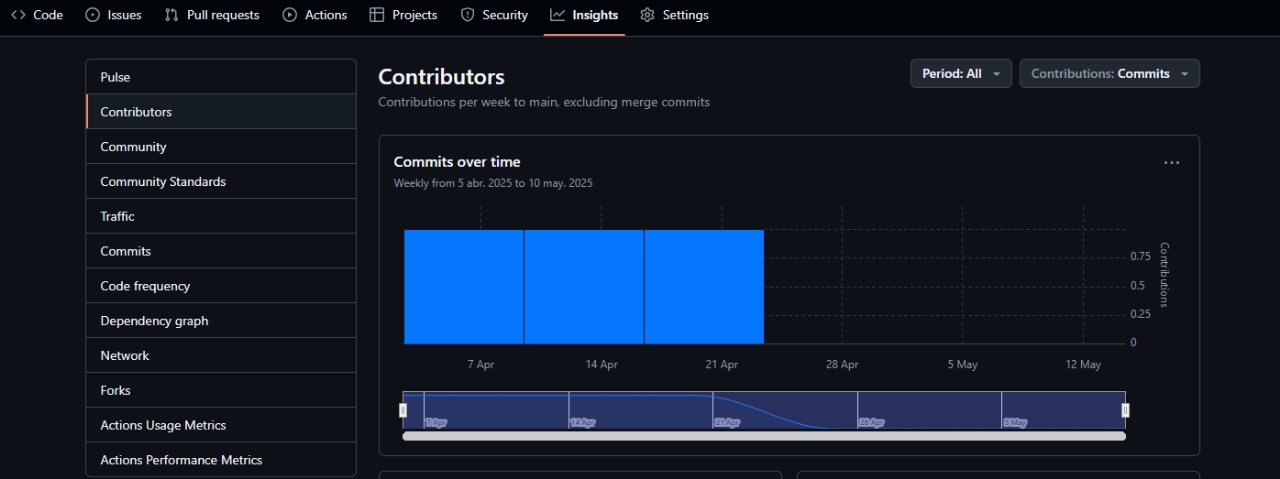 Code Issues Pull requests Actions Projects Security Insights Settings
Pulse
Contributors
Community
Community Standards
Traffic
Commits
Code frequency
Dependency graph
Network
Forks
Actions Usage Metrics
Actions Performance Metrics
Contributors
Period: All
Contributions: Commits
Contributions per week to main, excluding merge commits
Commits over time
Weekly from 5 abr. 2025 to 10 may. 2025
0.75
0.5
0.25
0
Contributions
7 Apr 14 Apr 21 Apr 28 Apr 5 May 12 May
7 Apr 14 Apr 21 Apr 28 Apr 5 May